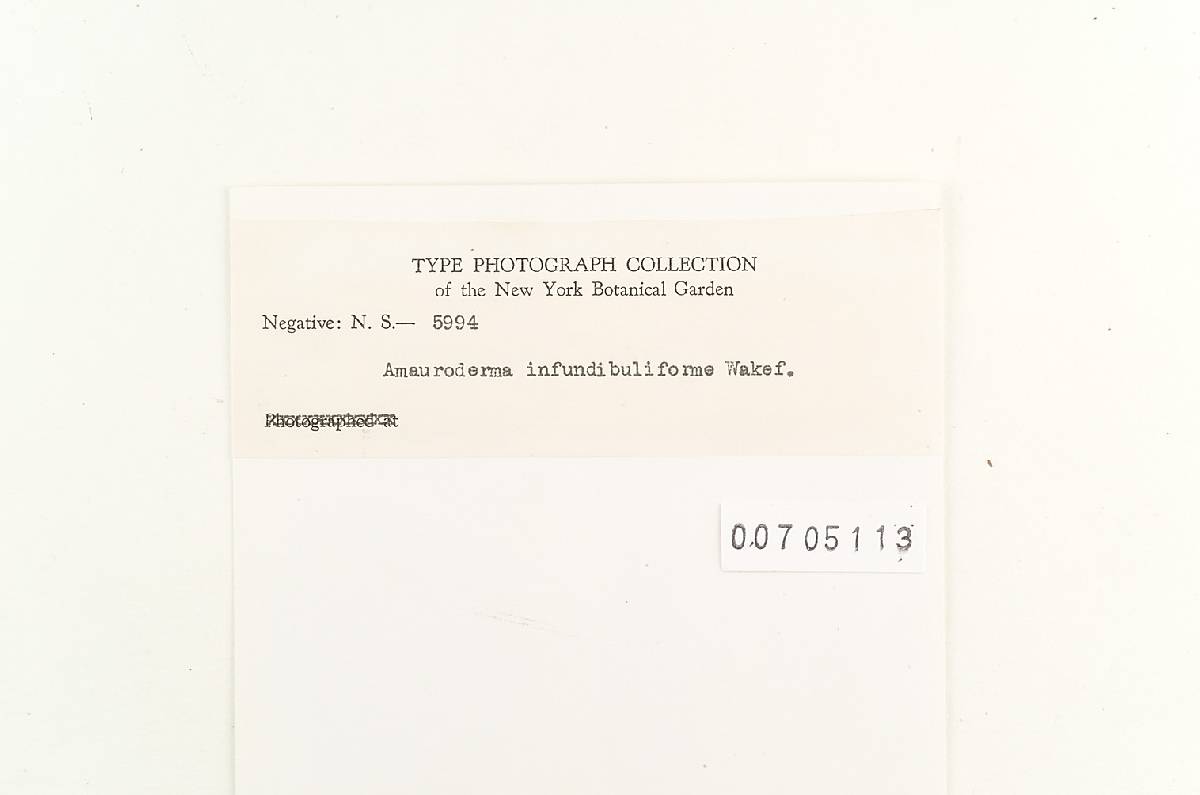 TYPE PHOTOGRAPH COLLECTION
of the New York Botanical Garden
Negative: N. S.— 5994
Amauroderma infundibuliforme Wakef.
Photographed at
00705113